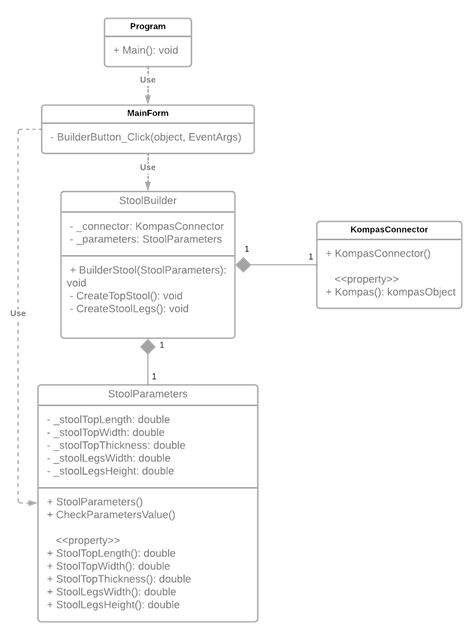 Program
+ Main(): void
Use
MainForm
- BuilderButton_Click(object, EventArgs)
Use
StoolBuilder
- _connector: KompasConnector
- _parameters: StoolParameters
+ BuilderStool(StoolParameters):
void
- CreateTopStool(): void
- CreateStoolLegs(): void
1
1
KompasConnector
+ KompasConnector()
<<property>>
+ Kompas(): kompasObject
Use
1
1
StoolParameters
- _stoolTopLength: double
- _stoolTopWidth: double
- _stoolTopThickness: double
- _stoolLegsWidth: double
- _stoolLegsHeight: double
+ StoolParameters()
+ CheckParametersValue()
<<property>>
+ StoolTopLength(): double
+ StoolTopWidth(): double
+ StoolTopThickness(): double
+ StoolLegsWidth(): double
+ StoolLegsHeight(): double